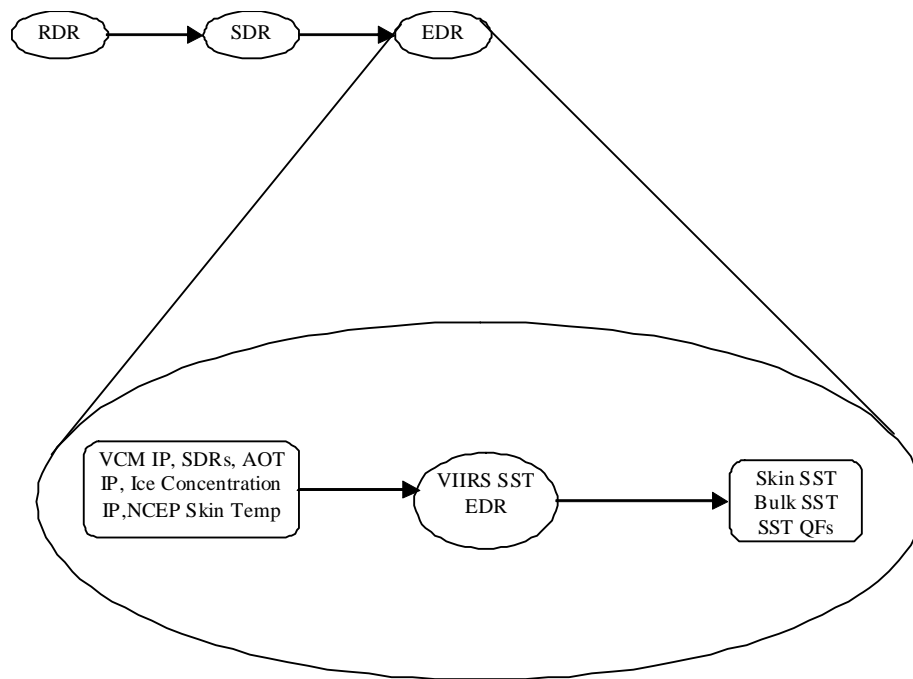 RDR
SDR
EDR
VCM IP, SDRs, AOT
IP, Ice Concentration
IP,NCEP Skin Temp
VIIRS SST
EDR
Skin SST
Bulk SST
SST QFs